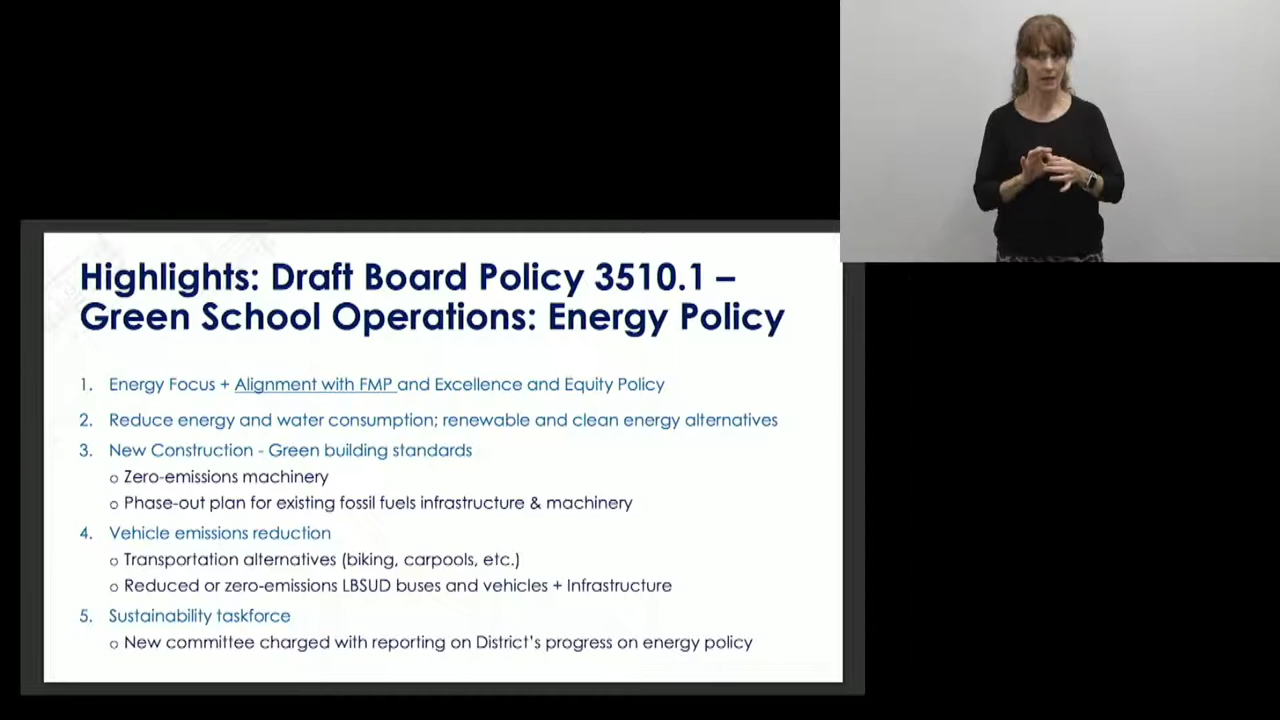 Highlights: Draft Board Policy 3510.1 –
Green School Operations: Energy Policy
1. Energy Focus + Alignment with FMP and Excellence and Equity Policy
2. Reduce energy and water consumption; renewable and clean energy alternatives
3. New Construction - Green building standards
o Zero-emissions machinery
o Phase-out plan for existing fossil fuels infrastructure & machinery
4. Vehicle emissions reduction
o Transportation alternatives (biking, carpools, etc.)
o Reduced or zero-emissions LBSUD buses and vehicles + Infrastructure
5. Sustainability taskforce
o New committee charged with reporting on District's progress on energy policy